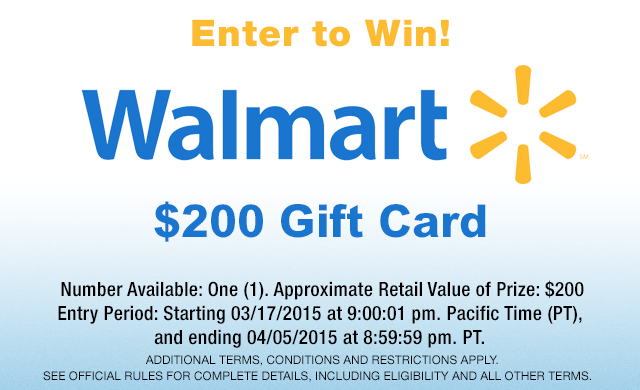 Enter to Win!
Walmart
SM
$200 Gift Card
Number Available: One (1). Approximate Retail Value of Prize: $200
Entry Period: Starting 03/17/2015 at 9:00:01 pm. Pacific Time (PT),
and ending 04/05/2015 at 8:59:59 pm. PT.
ADDITIONAL TERMS, CONDITIONS AND RESTRICTIONS APPLY.
SEE OFFICIAL RULES FOR COMPLETE DETAILS, INCLUDING ELIGIBILITY AND ALL OTHER TERMS.